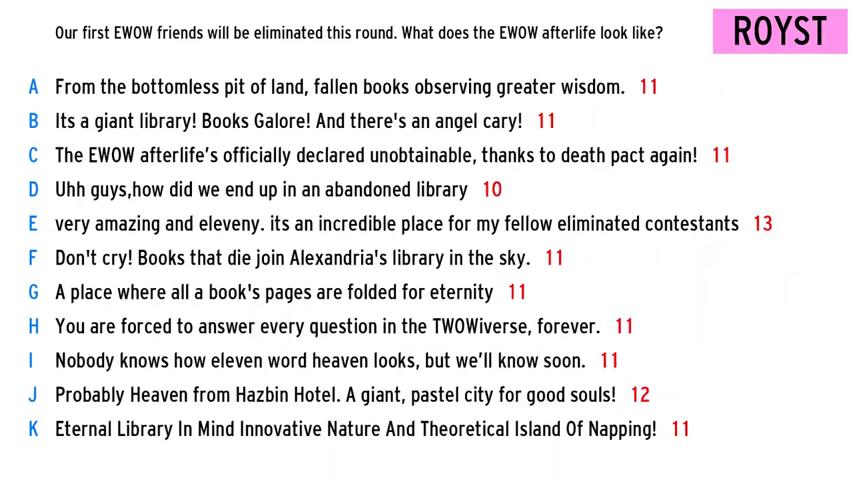 Our first EWOW friends will be eliminated this round. What does the EWOW afterlife look like?
ROYST
A From the bottomless pit of land, fallen books observing greater wisdom. 11
B Its a giant library! Books Galore! And there's an angel cary! 11
C The EWOW afterlife’s officially declared unobtainable, thanks to death pact again! 11
D Uhh guys,how did we end up in an abandoned library 10
E very amazing and eleveny. its an incredible place for my fellow eliminated contestants 13
F Don't cry! Books that die join Alexandria's library in the sky. 11
G A place where all a book's pages are folded for eternity 11
H You are forced to answer every question in the TWOWiverse, forever. 11
I Nobody knows how eleven word heaven looks, but we’ll know soon. 11
J Probably Heaven from Hazbin Hotel. A giant, pastel city for good souls! 12
K Eternal Library In Mind Innovative Nature And Theoretical Island Of Napping! 11